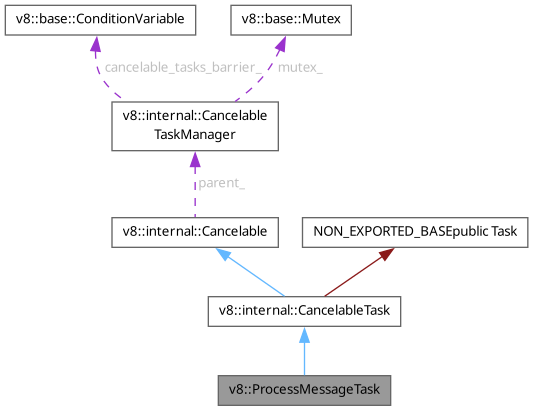 v8::base::ConditionVariable
v8::base::Mutex
cancelable_tasks_barrier_
mutex_
v8::internal::Cancelable
TaskManager
parent_
v8::internal::Cancelable
NON_EXPORTED_BASEpublic Task
v8::internal::CancelableTask
v8::ProcessMessageTask